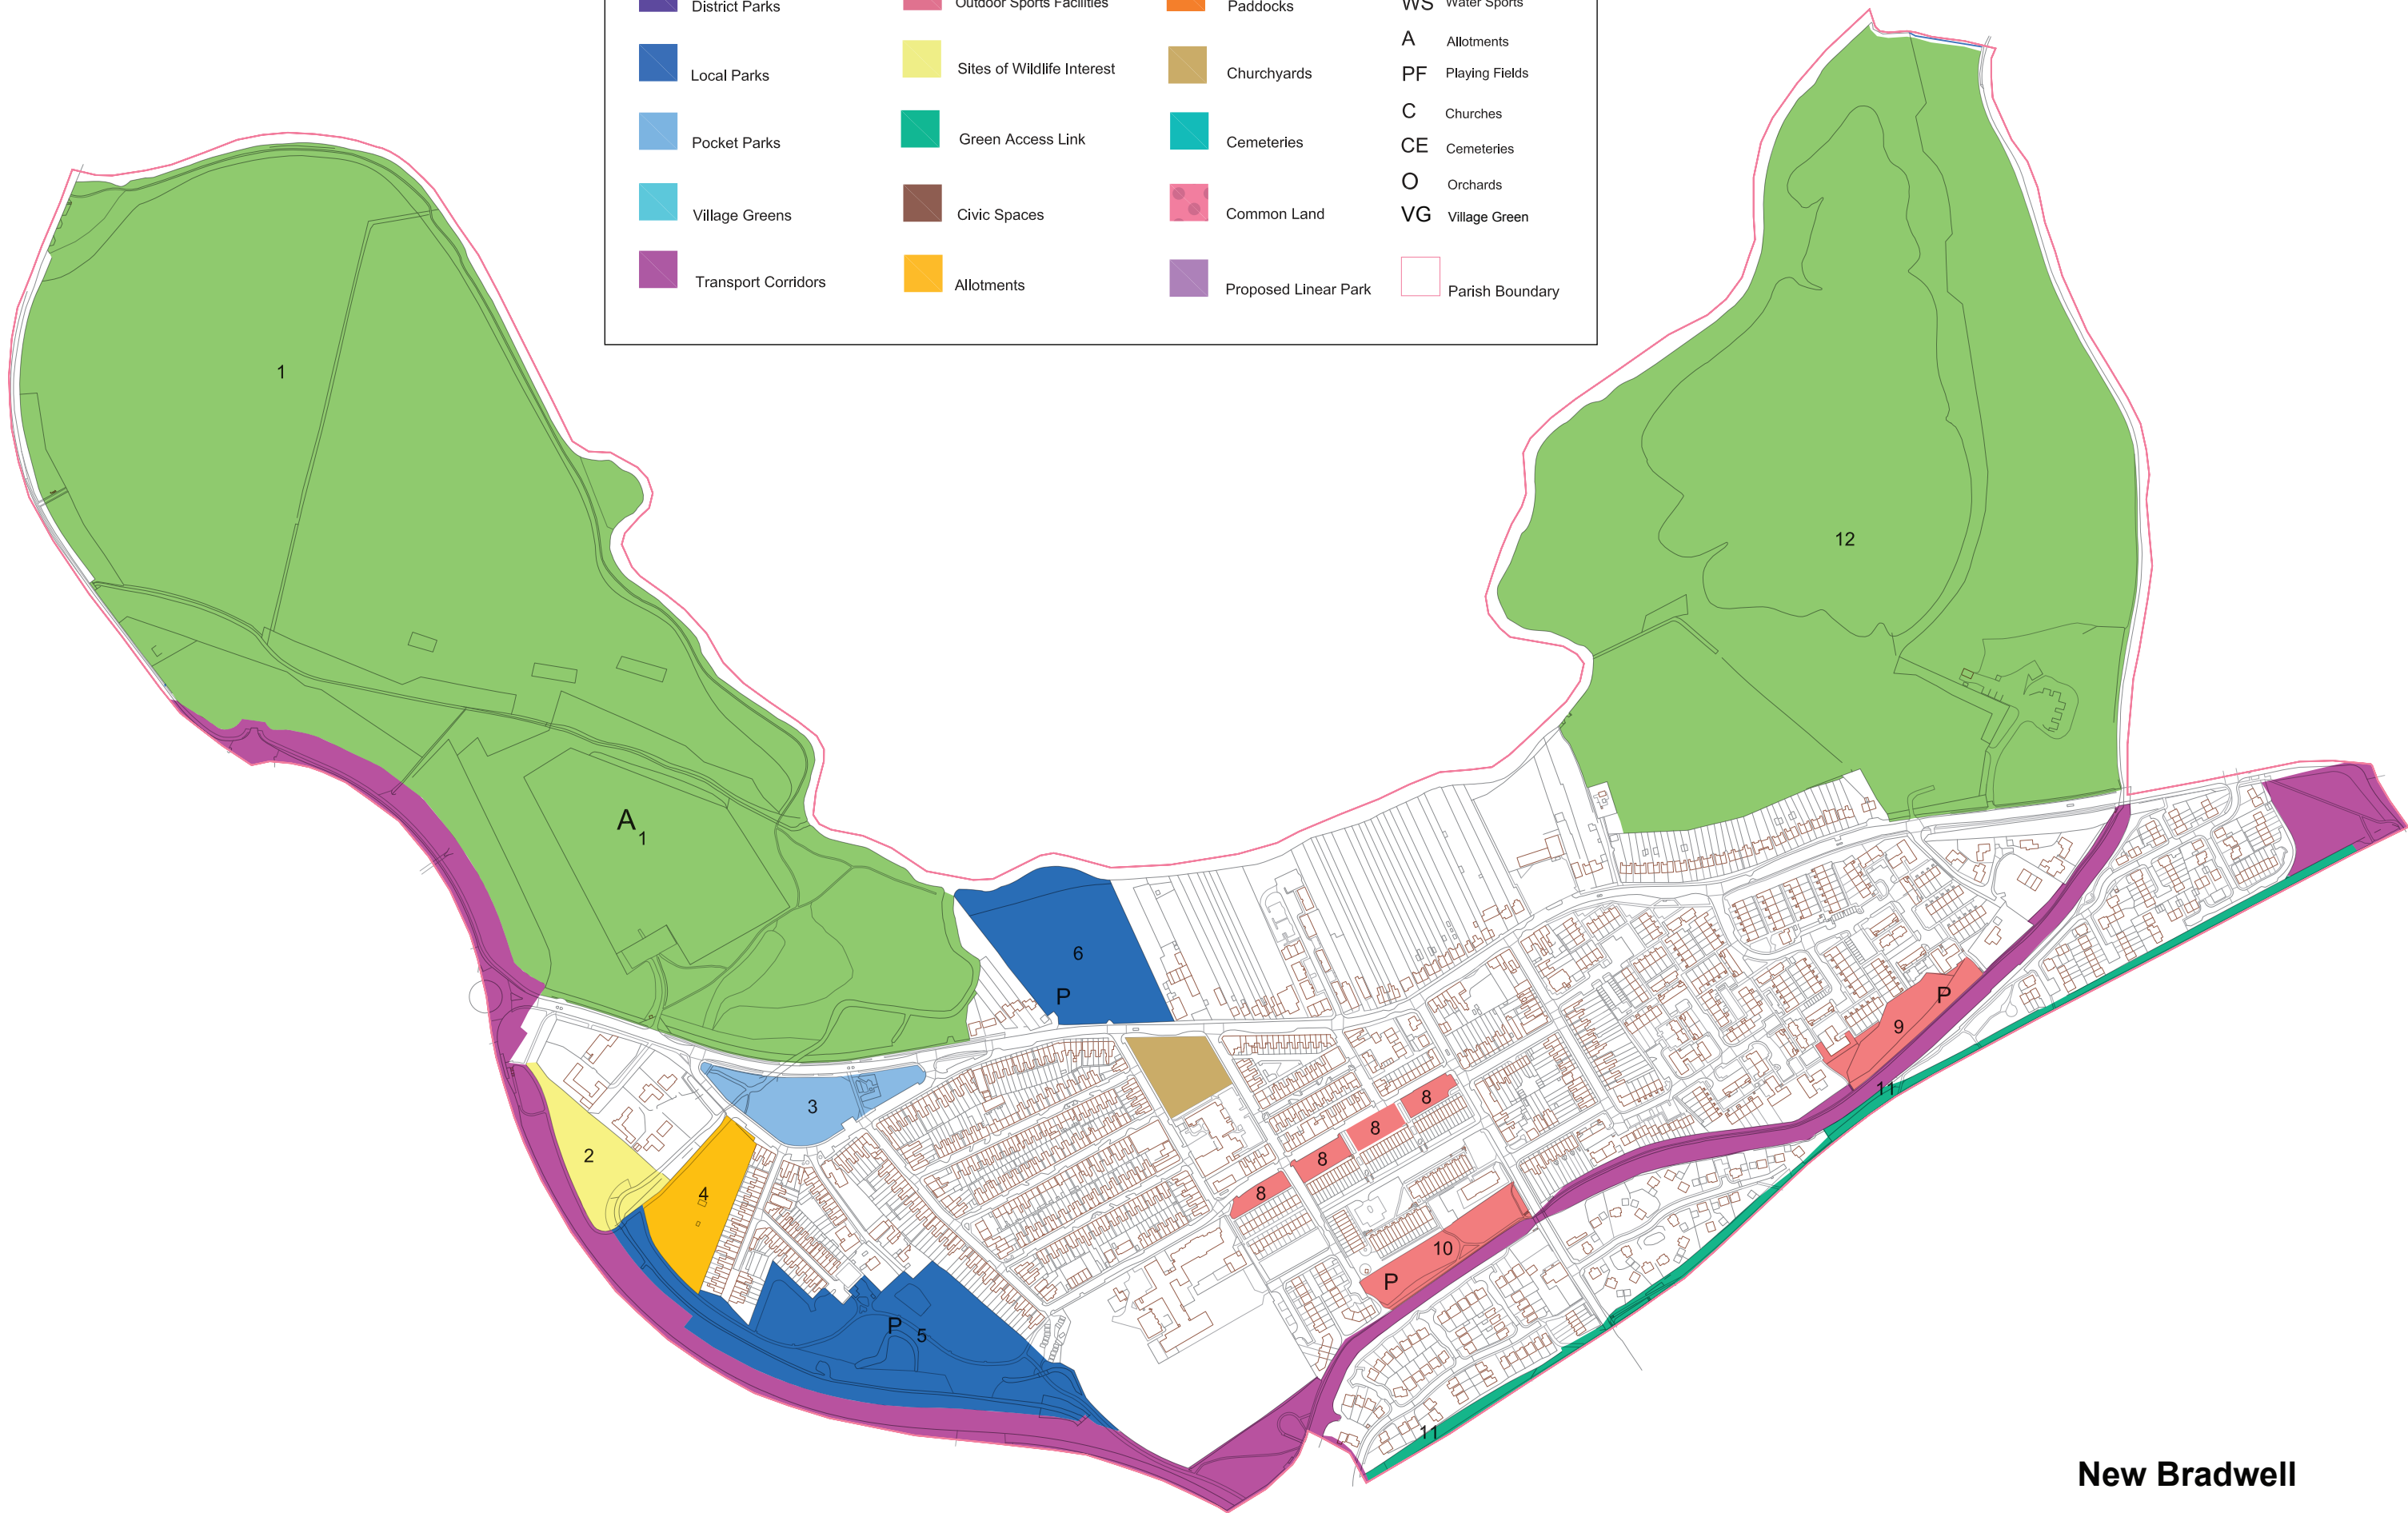 District Parks
Outdoor Sports Facilities
Paddocks
WS Water Sports
Local Parks
Sites of Wildlife Interest
Churchyards
A Allotments
PF Playing Fields
Pocket Parks
Green Access Link
Cemeteries
C Churches
CE Cemeteries
Village Greens
Civic Spaces
Common Land
O Orchards
VG Village Green
Transport Corridors
Allotments
Proposed Linear Park
Parish Boundary
1
12
A1
6
P
P
9
11
3
8
8
2
8
4
8
10
P
P 5
11
New Bradwell